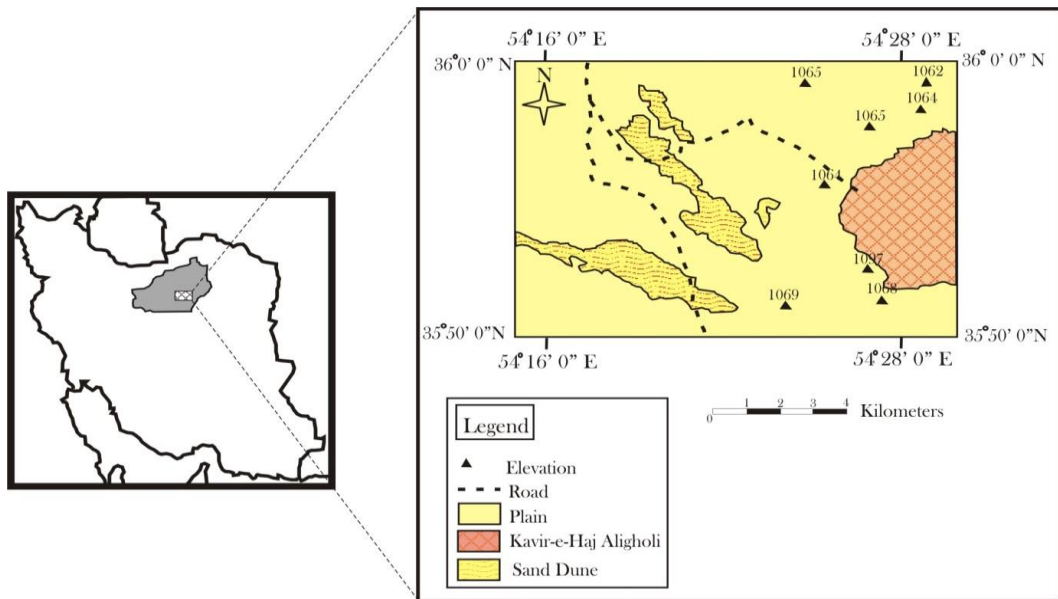 54° 16' 0” E
54° 28' 0” E
36° 0' 0” N
36° 0' 0” N
N
1065
1062
1064
1065
1064
1097
1068
1069
35° 50' 0”N
35° 50' 0”N
54° 16' 0” E
54° 28' 0” E
0 1 2 3 4 Kilometers
Legend
Elevation
Road
Plain
Kavir-e-Haj Aligholi
Sand Dune